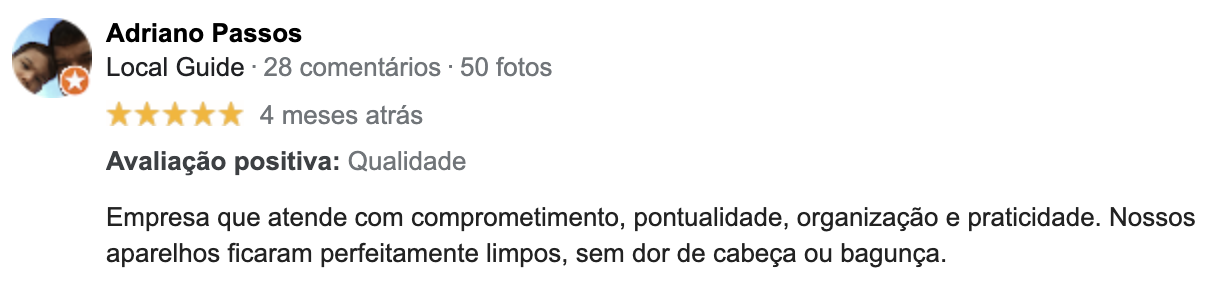 Adriano Passos
Local Guide · 28 comentários · 50 fotos
4 meses atrás
Avaliação positiva: Qualidade
Empresa que atende com comprometimento, pontualidade, organização e praticidade. Nossos
aparelhos ficaram perfeitamente limpos, sem dor de cabeça ou bagunça.